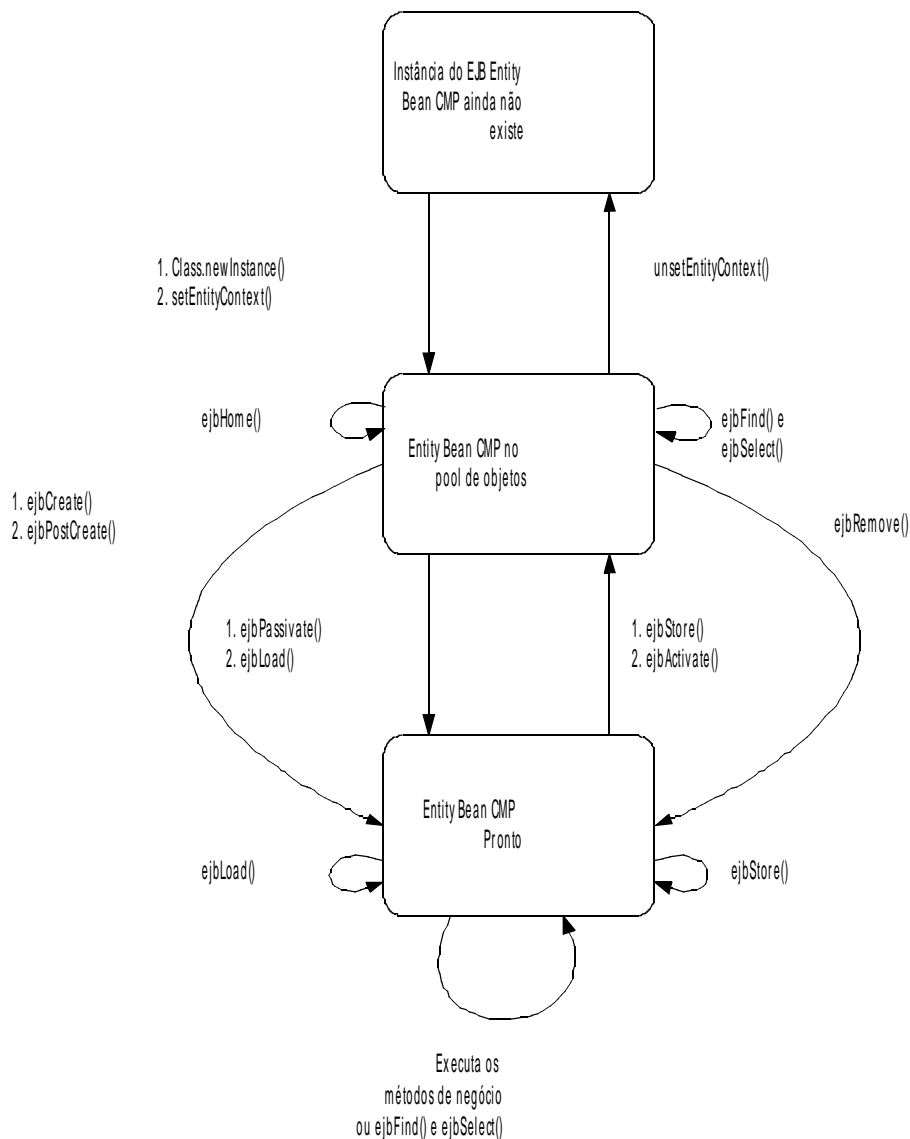 Instância do EJB Entity
Bean CMP ainda não
existe
1. Class.newInstance()
2. setEntityContext()
unsetEntityContext()
ejbHome()
Entity Bean CMP no
pool de objetos
ejbFind() e
ejbSelect()
1. ejbCreate()
2. ejbPostCreate()
ejbRemove()
1. ejbPassivate()
2. ejbLoad()
1. ejbStore()
2. ejbActivate()
Entity Bean CMP
Pronto
ejbLoad()
ejbStore()
Executa os
métodos de negócio
ou ejbFind() e ejbSelect()